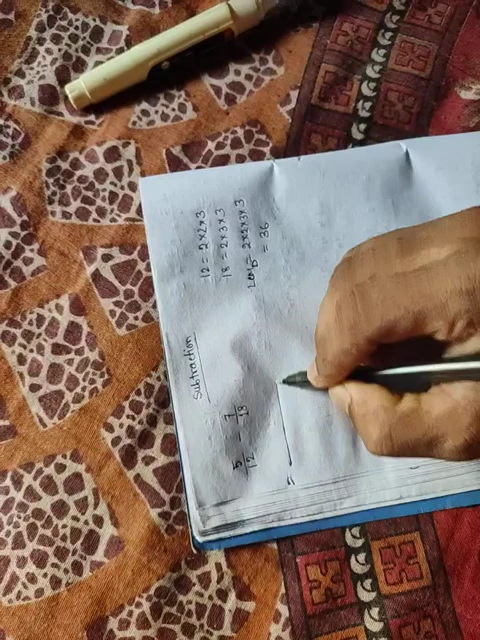 Subtraction
5/12 - 7/18
=
12 = 2×2×3
18 = 2×3×3
Lcm = 2×2×3×3
= 36